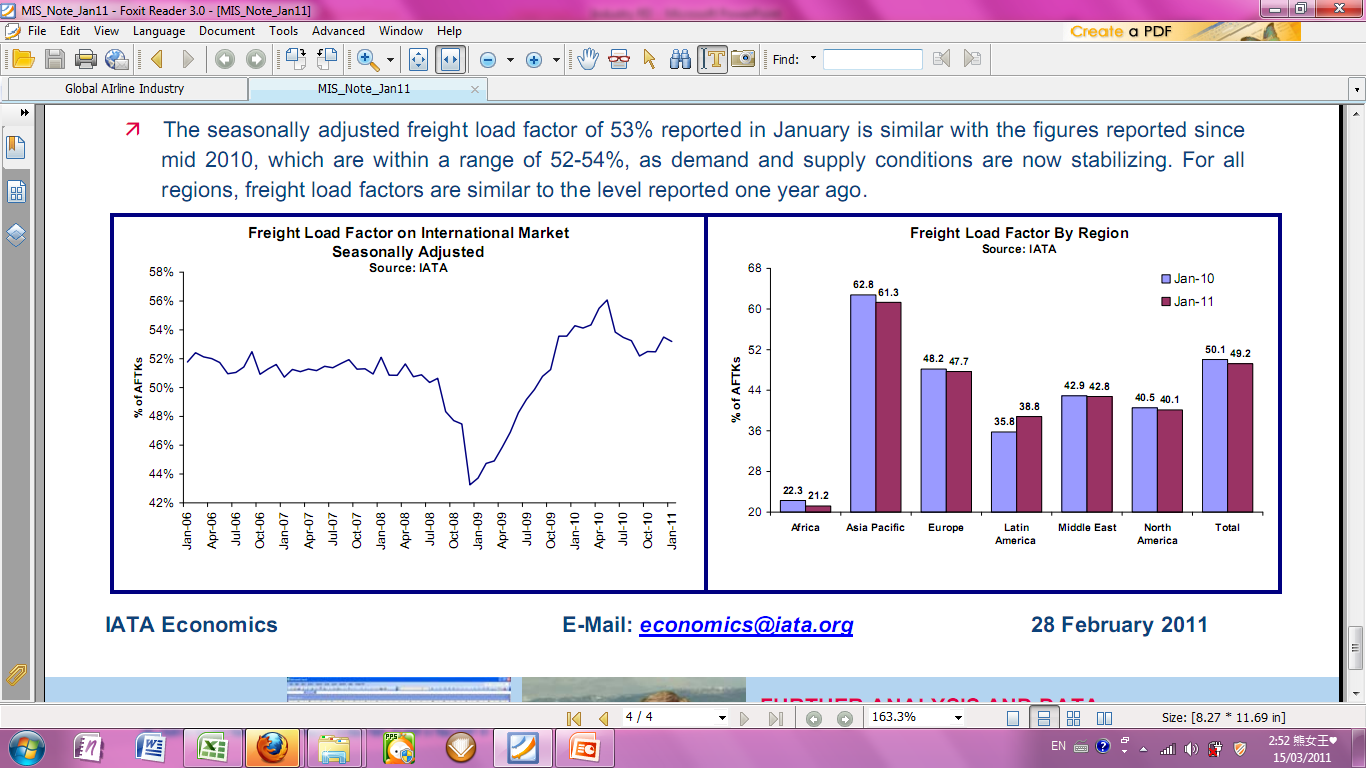 MIS_Note_Jan11 - Foxit Reader 3.0 - [MIS_Note_Jan11]
File Edit View Language Document Tools Advanced Window Help
Create a PDF
Find:
Global AIrline Industry
MIS_Note_Jan11
The seasonally adjusted freight load factor of 53% reported in January is similar with the figures reported since
mid 2010, which are within a range of 52-54%, as demand and supply conditions are now stabilizing. For all
regions, freight load factors are similar to the level reported one year ago.
Freight Load Factor on International Market
Seasonally Adjusted
Source: IATA
% of AFTKs
58%
56%
54%
52%
50%
48%
46%
44%
42%
Jan-06 Apr-06 Jul-06 Oct-06 Jan-07 Apr-07 Jul-07 Oct-07 Jan-08 Apr-08 Jul-08 Oct-08 Jan-09 Apr-09 Jul-09 Oct-09 Jan-10 Apr-10 Jul-10 Oct-10 Jan-11
Freight Load Factor By Region
Source: IATA
Jan-10
Jan-11
% of AFTKs
68
60
52
44
36
28
20
22.3 21.2
62.8 61.3
48.2 47.7
35.8 38.8
42.9 42.8
40.5 40.1
50.1 49.2
Africa Asia Pacific Europe Latin America Middle East North America Total
IATA Economics E-Mail: economics@iata.org 28 February 2011
FURTHER ANALYSIS AND DATA
4 / 4
163.3%
Size: [8.27 * 11.69 in]
EN
2:52 熊女王♥
15/03/2011